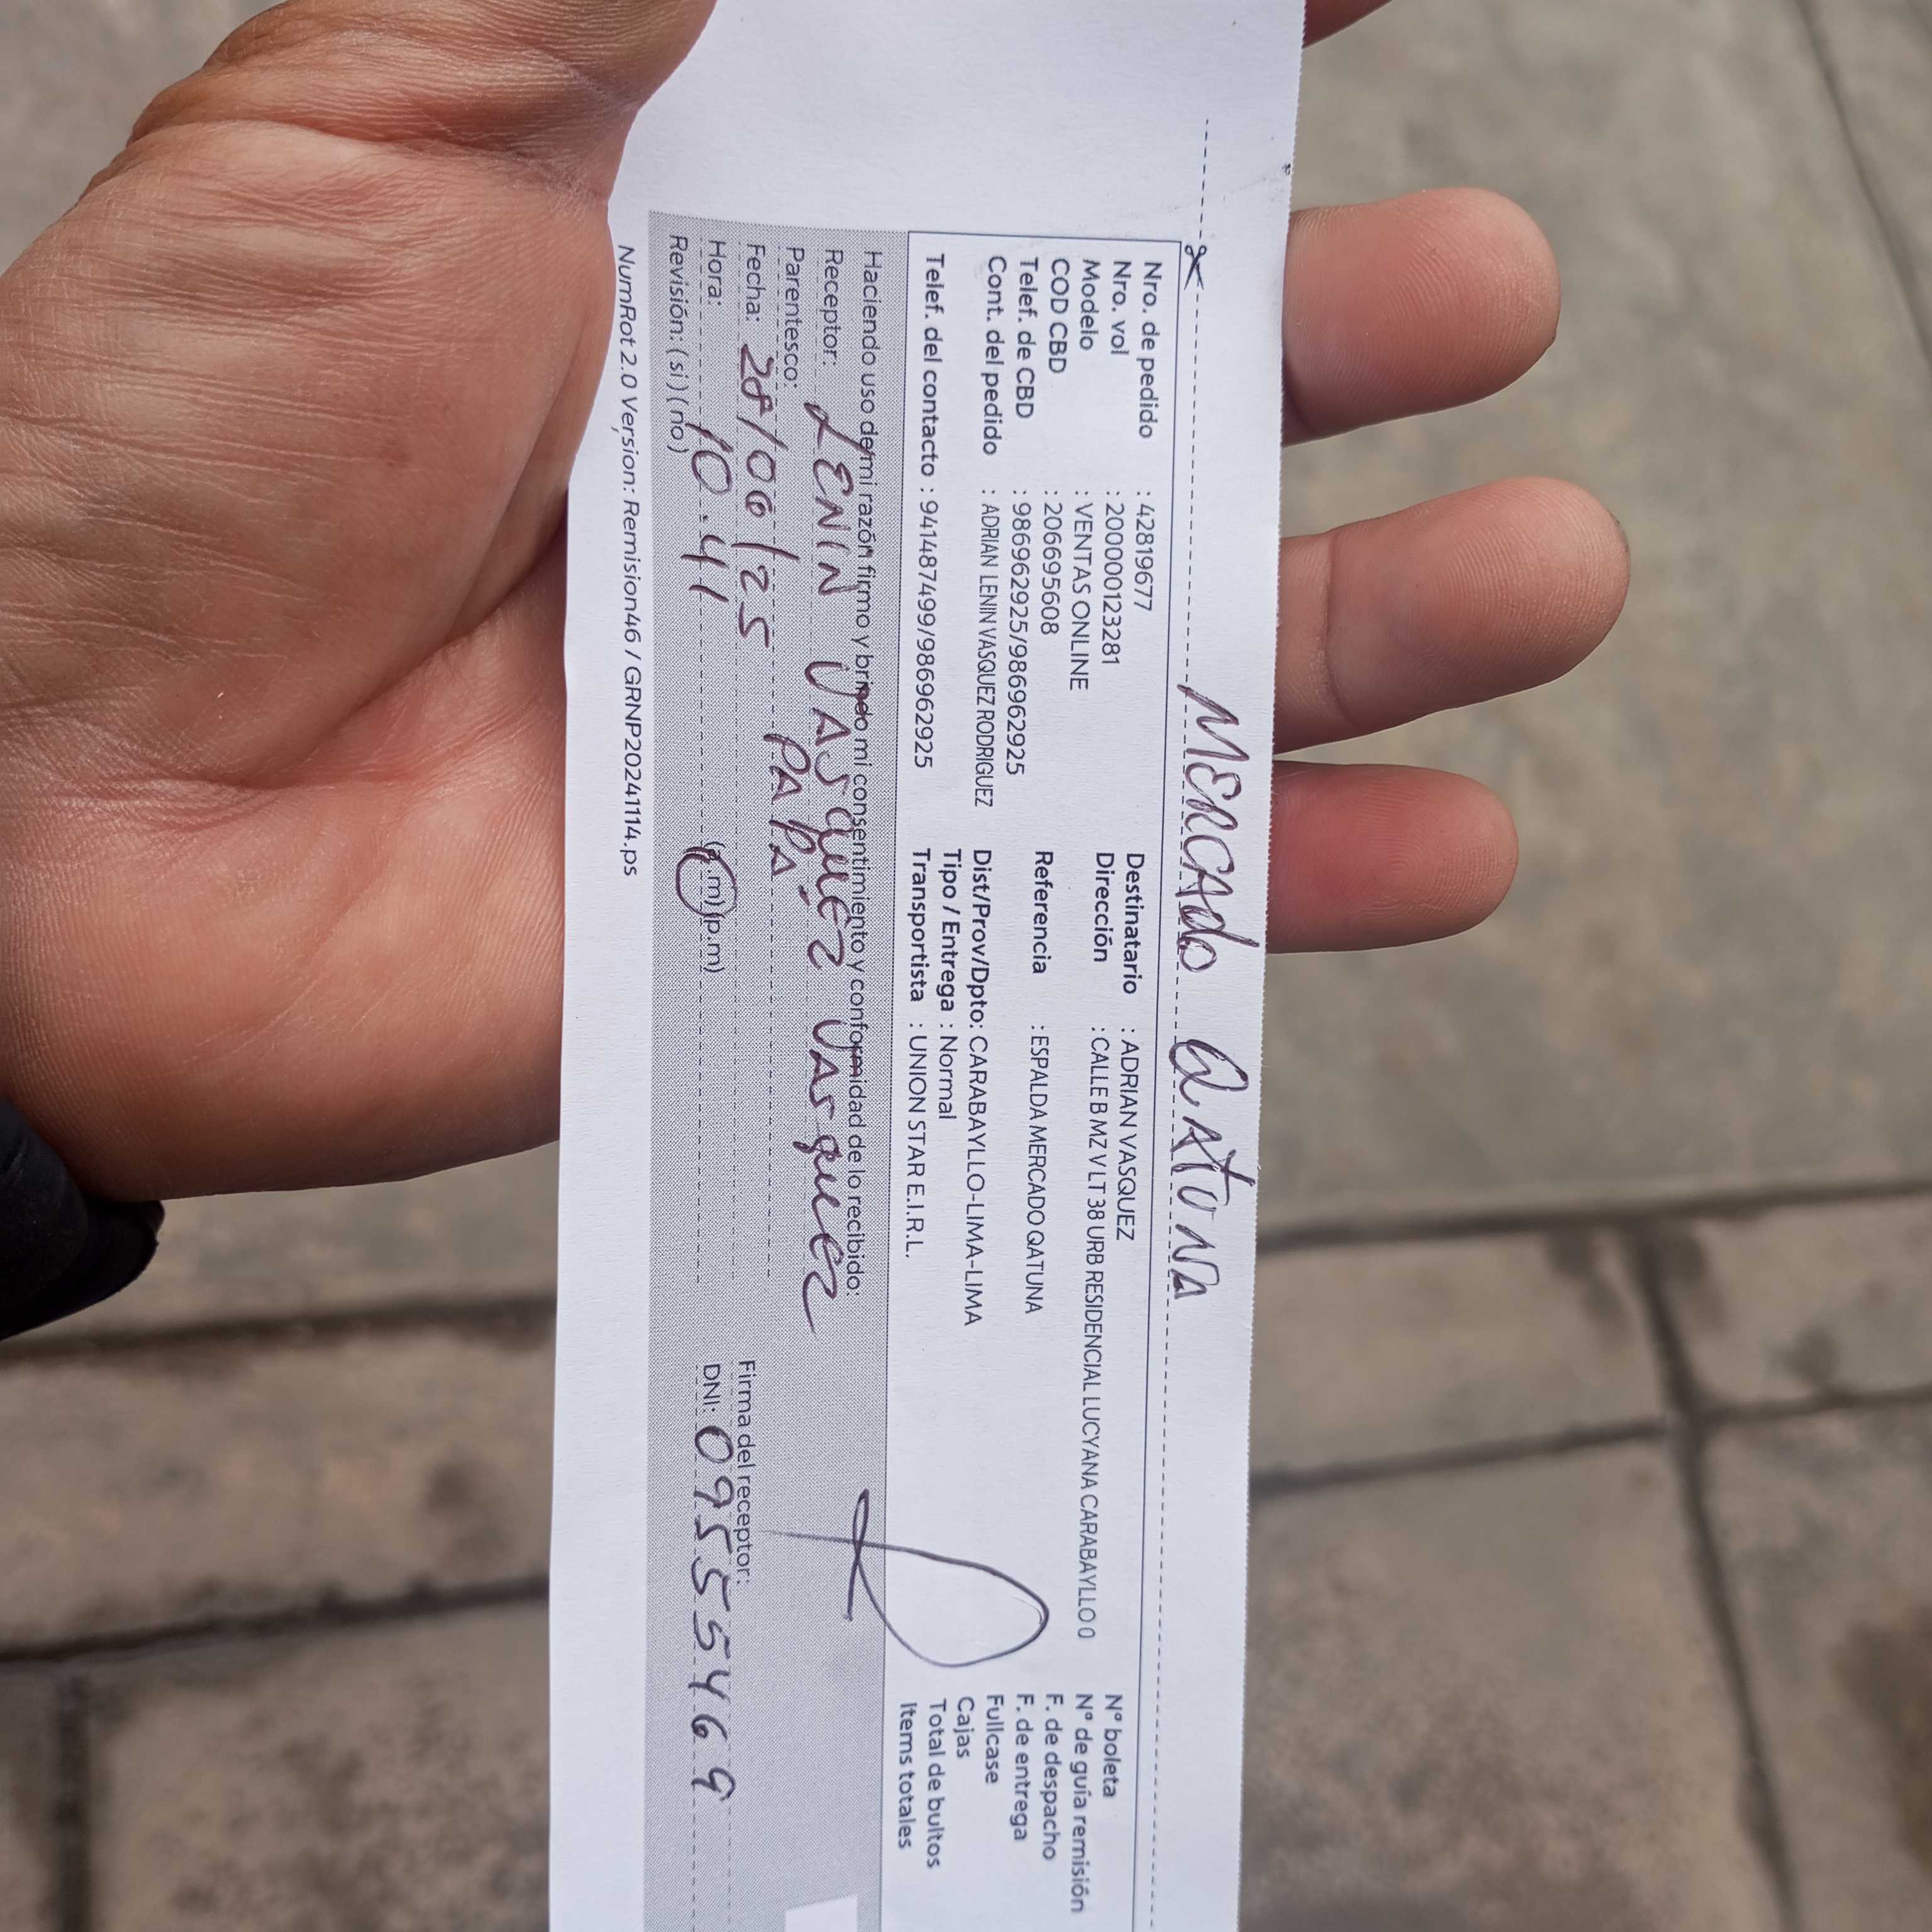 MERCADO QATUNA
Nro. de pedido : 42819677
Nro. vol : 200000123281
Modelo : VENTAS ONLINE
COD CBD : 206695608
Telef. de CBD : 986962925/986962925
Cont. del pedido : ADRIAN LENIN VASQUEZ RODRIGUEZ
Telef. del contacto : 941487499/986962925
Destinatario : ADRIAN VASQUEZ
Dirección : CALLE B MZ V LT 38 URB RESIDENCIAL LUCYANA CARABAYLLO 0
Referencia : ESPALDA MERCADO QATUNA
Dist/Prov/Dpto: CARABAYLLO-LIMA-LIMA
Tipo / Entrega : Normal
Transportista : UNION STAR E.I.R.L.
N° boleta
N° de guía remisión
F. de despacho
F. de entrega
Fullcase
Cajas
Total de bultos
Items totales
Haciendo uso de mi razón firmo y brindo mi consentimiento y conformidad de lo recibido:
Receptor: LENIN VASQUEZ VASQUEZ
Parentesco: PAPA.
Fecha: 28/06/25
Hora: 10.41 (a.m) (p.m)
Revisión: (si) (no)
Firma del receptor:
DNI: 09555469
NumRot 2.0 Version: Remision46 / GRNP20241114.ps